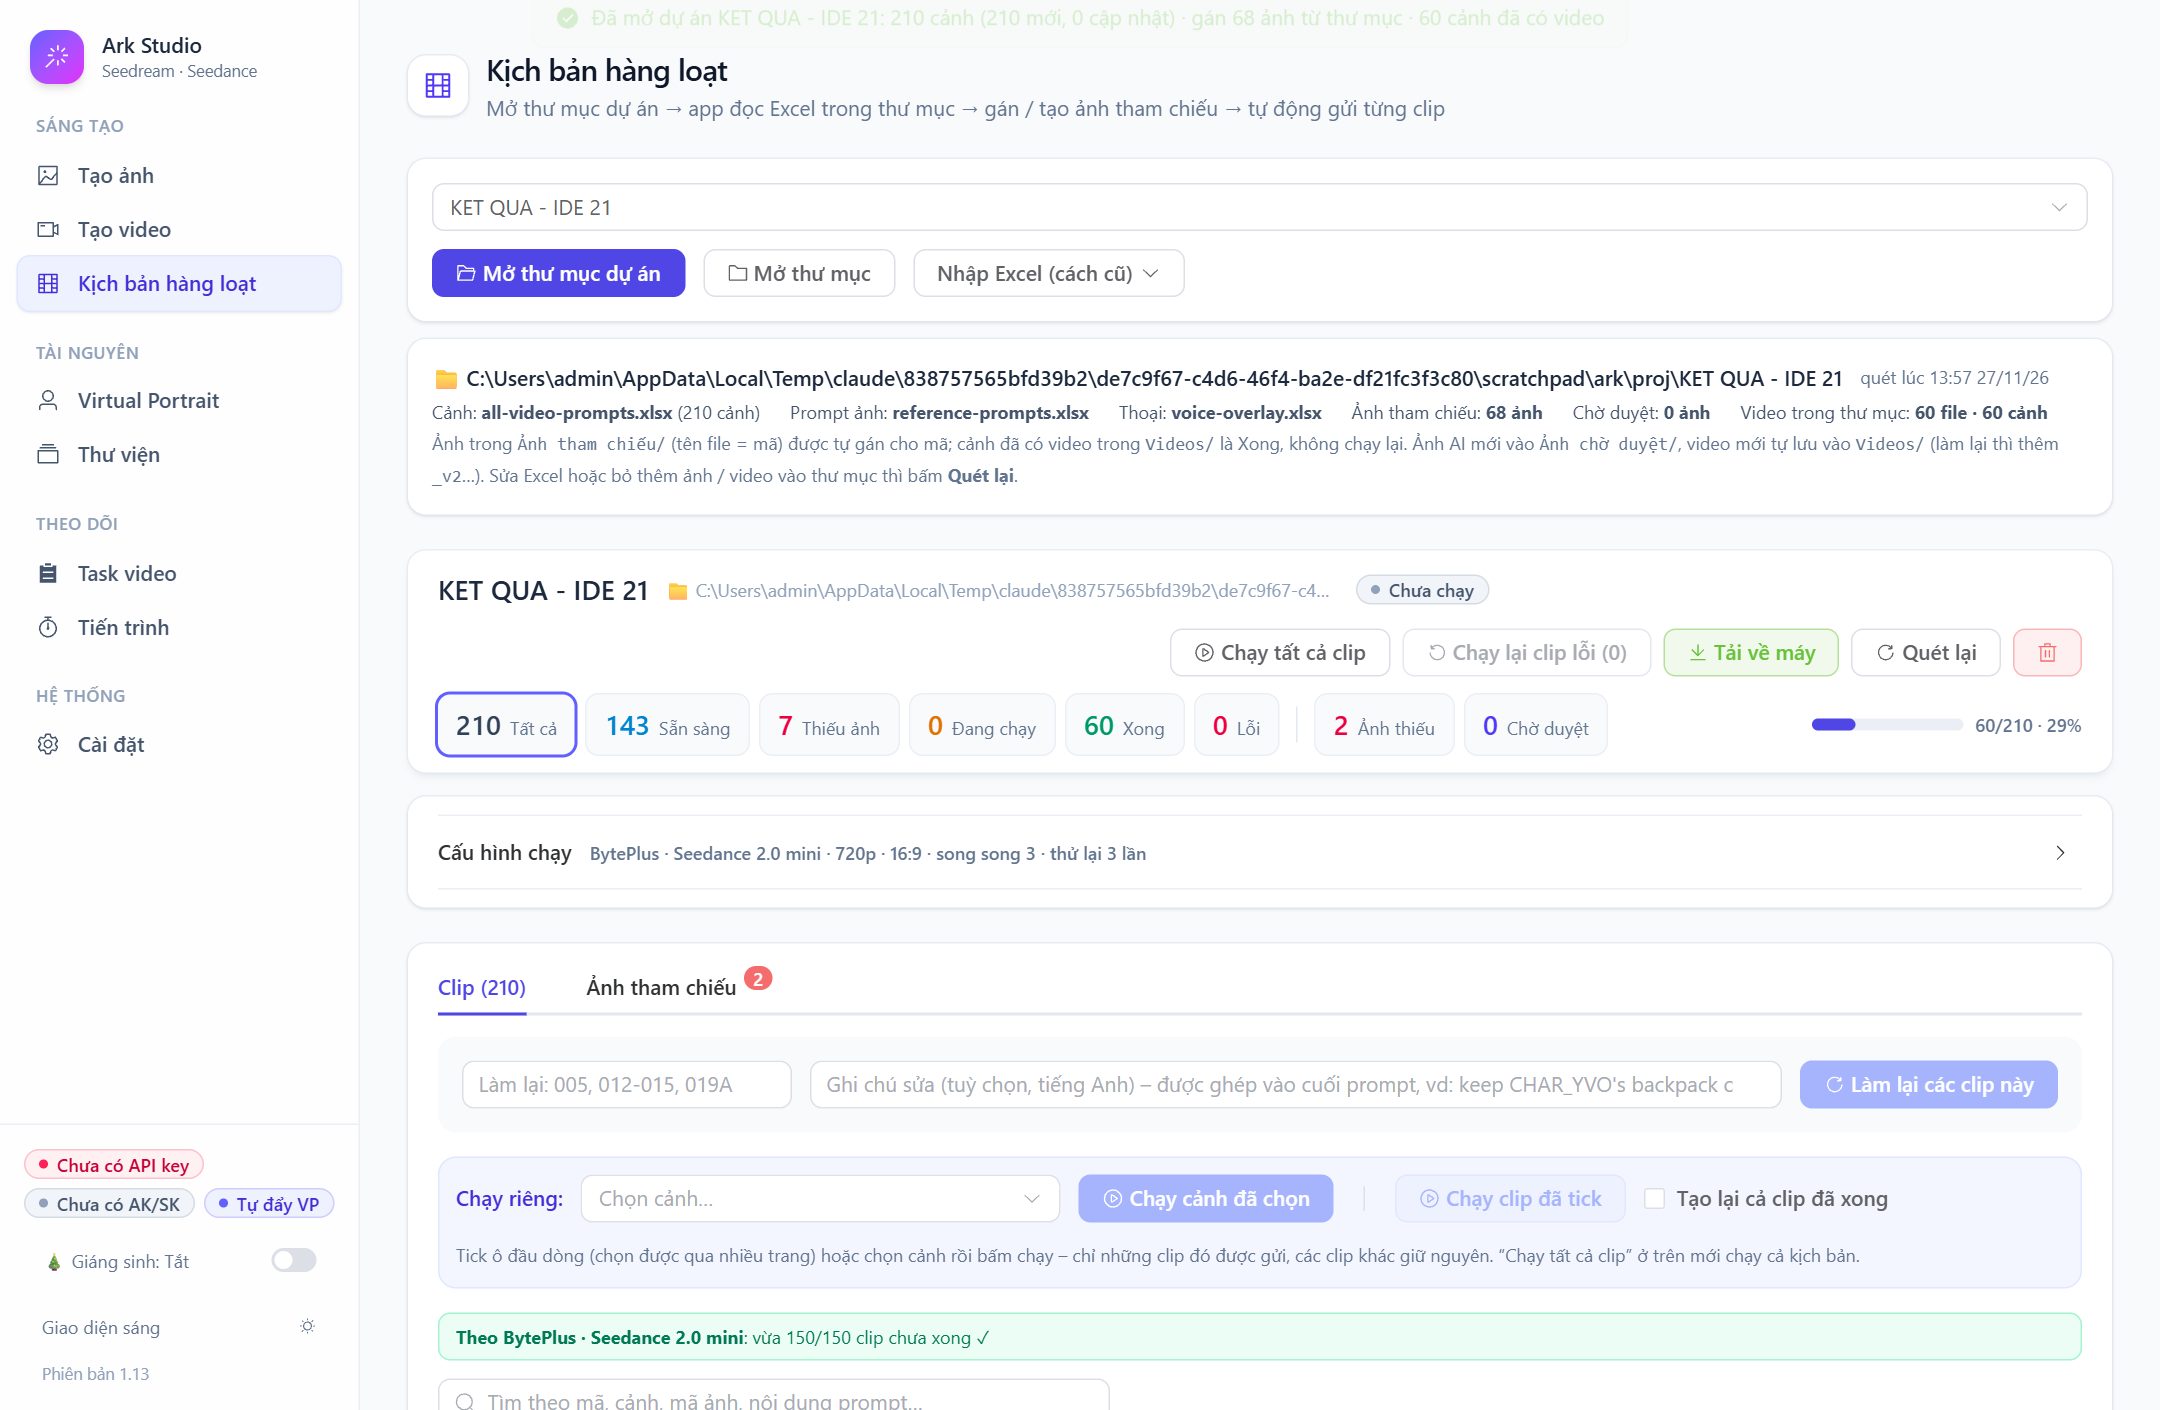 Ark Studio
Seedream · Seedance
SÁNG TẠO
Tạo ảnh
Tạo video
Kịch bản hàng loạt
TÀI NGUYÊN
Virtual Portrait
Thư viện
THEO DÕI
Task video
Tiến trình
HỆ THỐNG
Cài đặt
Chưa có API key
Chưa có AK/SK
Tự đẩy VP
Giáng sinh: Tắt
Giao diện sáng
Phiên bản 1.13
Đã mở dự án KET QUA - IDE 21: 210 cảnh (210 mới, 0 cập nhật) · gán 68 ảnh từ thư mục · 60 cảnh đã có video
Kịch bản hàng loạt
Mở thư mục dự án → app đọc Excel trong thư mục → gán / tạo ảnh tham chiếu → tự động gửi từng clip
KET QUA - IDE 21
Mở thư mục dự án
Mở thư mục
Nhập Excel (cách cũ)
C:\Users\admin\AppData\Local\Temp\claude\838757565bfd39b2\de7c9f67-c4d6-46f4-ba2e-df21fc3f3c80\scratchpad\ark\proj\KET QUA - IDE 21 quét lúc 13:57 27/11/26
Cảnh: all-video-prompts.xlsx (210 cảnh) Prompt ảnh: reference-prompts.xlsx Thoại: voice-overlay.xlsx Ảnh tham chiếu: 68 ảnh Chờ duyệt: 0 ảnh Video trong thư mục: 60 file · 60 cảnh
Ảnh trong Ảnh tham chiếu/ (tên file = mã) được tự gán cho mã; cảnh đã có video trong Videos/ là Xong, không chạy lại. Ảnh AI mới vào Ảnh chờ duyệt/, video mới tự lưu vào Videos/ (làm lại thì thêm
_v2…). Sửa Excel hoặc bỏ thêm ảnh / video vào thư mục thì bấm Quét lại.
KET QUA - IDE 21 C:\Users\admin\AppData\Local\Temp\claude\838757565bfd39b2\de7c9f67-c4... Chưa chạy
Chạy tất cả clip
Chạy lại clip lỗi (0)
Tải về máy
Quét lại
210 Tất cả
143 Sẵn sàng
7 Thiếu ảnh
0 Đang chạy
60 Xong
0 Lỗi
2 Ảnh thiếu
0 Chờ duyệt
60/210 · 29%
Cấu hình chạy BytePlus · Seedance 2.0 mini · 720p · 16:9 · song song 3 · thử lại 3 lần
Clip (210)
Ảnh tham chiếu 2
Làm lại: 005, 012-015, 019A
Ghi chú sửa (tuỳ chọn, tiếng Anh) – được ghép vào cuối prompt, vd: keep CHAR_YVO's backpack c
Làm lại các clip này
Chạy riêng:
Chọn cảnh…
Chạy cảnh đã chọn
Chạy clip đã tick
Tạo lại cả clip đã xong
Tick ô đầu dòng (chọn được qua nhiều trang) hoặc chọn cảnh rồi bấm chạy – chỉ những clip đó được gửi, các clip khác giữ nguyên. “Chạy tất cả clip” ở trên mới chạy cả kịch bản.
Theo BytePlus · Seedance 2.0 mini: vừa 150/150 clip chưa xong ✓
Tìm theo mã, cảnh, mã ảnh, nội dung prompt…